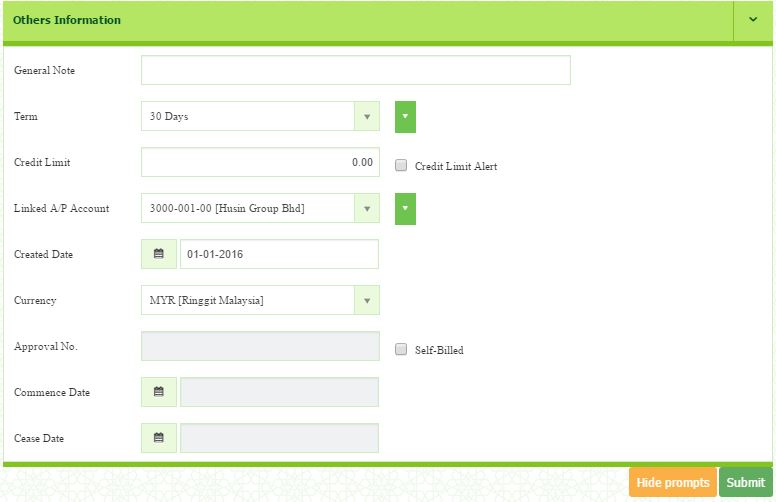 Others Information
General Note
Term 30 Days
Credit Limit 0.00 Credit Limit Alert
Linked A/P Account 3000-001-00 [Husin Group Bhd]
Created Date 01-01-2016
Currency MYR [Ringgit Malaysia]
Approval No. Self-Billed
Commence Date
Cease Date
Hide prompts Submit